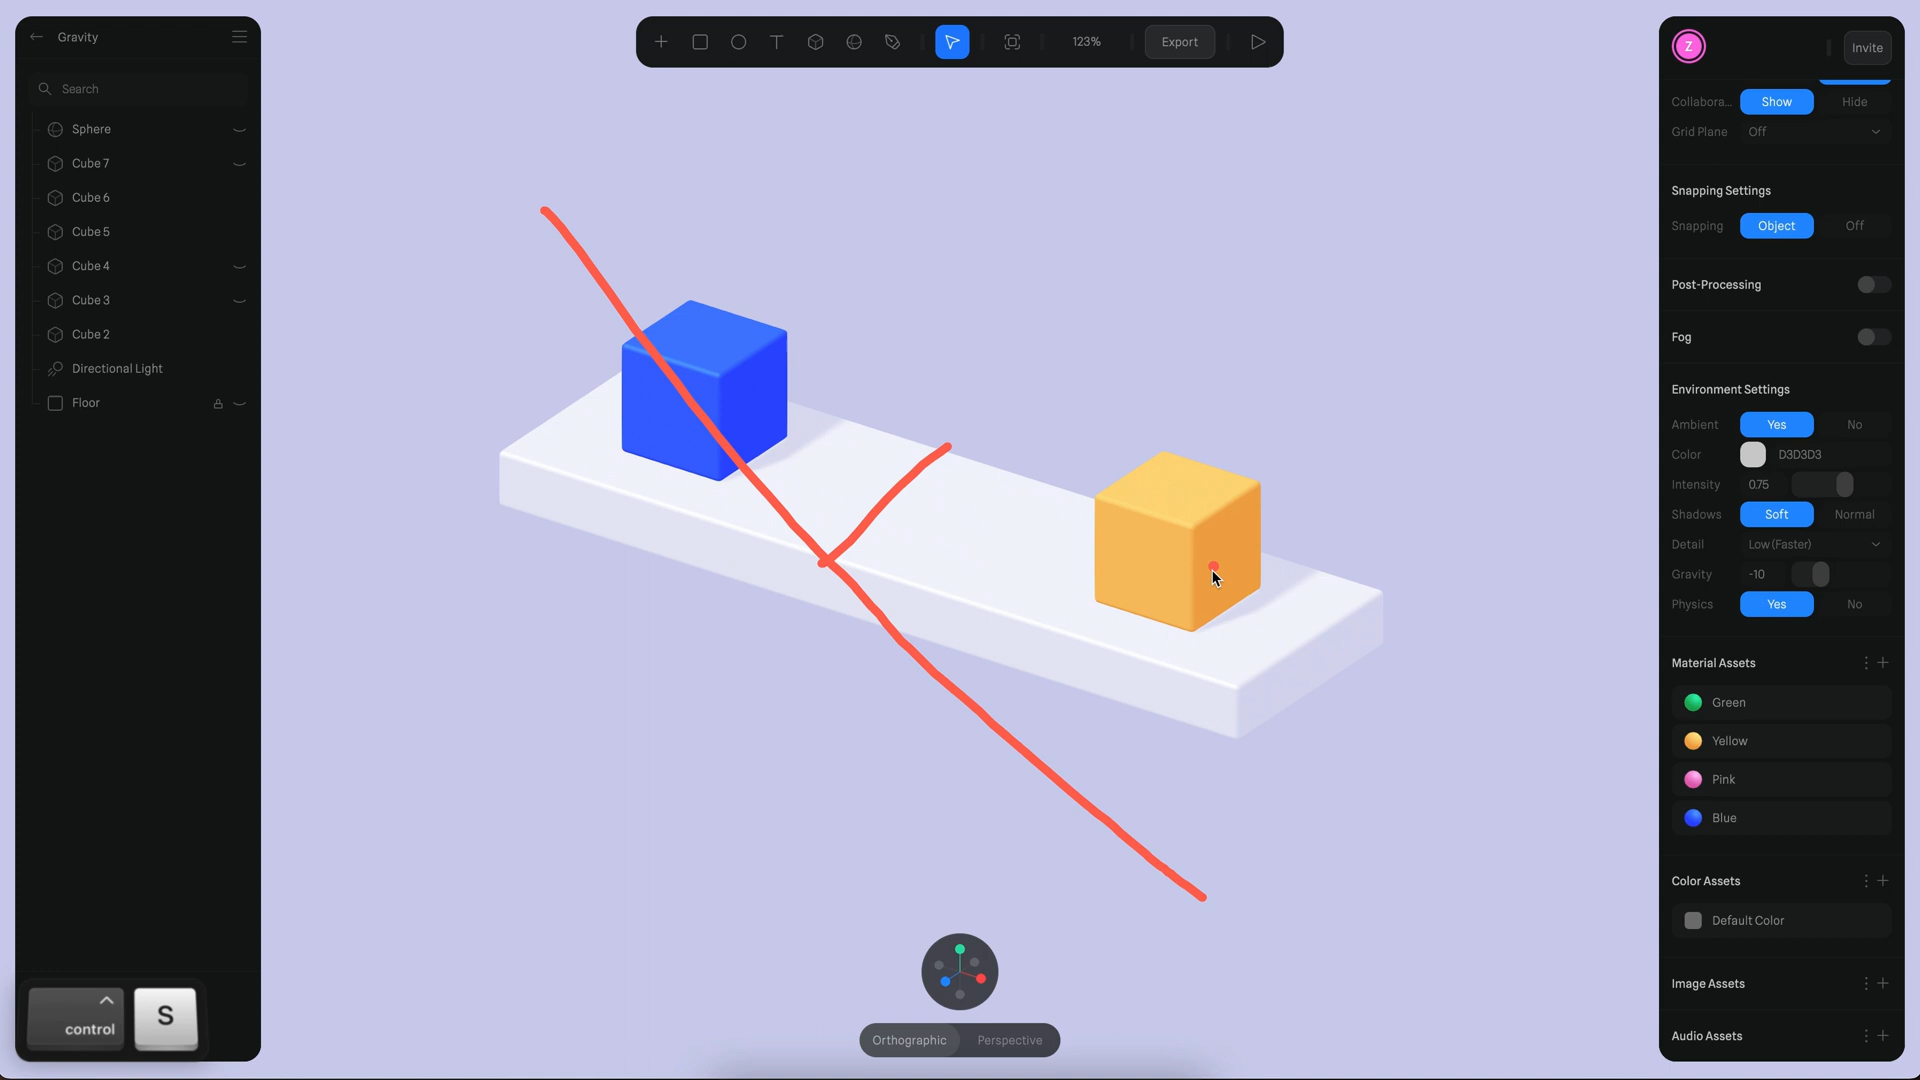 Gravity
Search
Sphere
Cube 7
Cube 6
Cube 5
Cube 4
Cube 3
Cube 2
Directional Light
Floor
control
S
123%
Export
Orthographic
Perspective
Z
Invite
Collabora... Show Hide
Grid Plane Off
Snapping Settings
Snapping Object Off
Post-Processing
Fog
Environment Settings
Ambient Yes No
Color D3D3D3
Intensity 0.75
Shadows Soft Normal
Detail Low (Faster)
Gravity -10
Physics Yes No
Material Assets
Green
Yellow
Pink
Blue
Color Assets
Default Color
Image Assets
Audio Assets